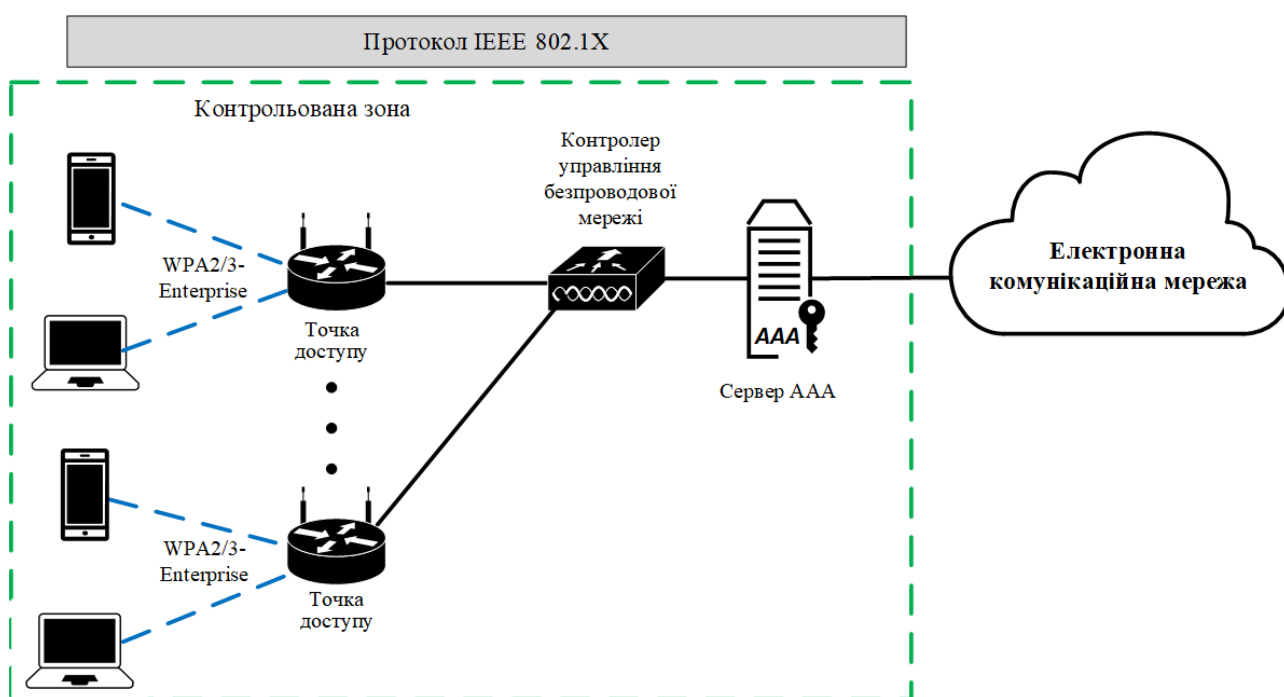 Протокол IEEE 802.1X
Контрольована зона
Контролер
управління
безпроводової
мережі
WPA2/3-
Enterprise
Точка
доступу
AAA
Сервер ААА
Електронна
комунікаційна мережа
WPA2/3-
Enterprise
Точка
доступу